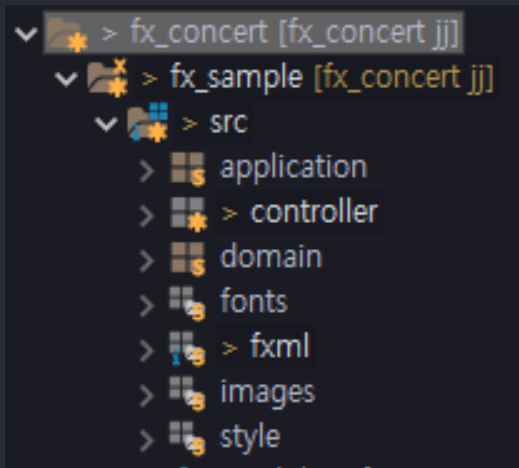 > fx_concert [fx_concert jj]
> fx_sample [fx_concert jj]
> src
application
> controller
domain
fonts
> fxml
images
style